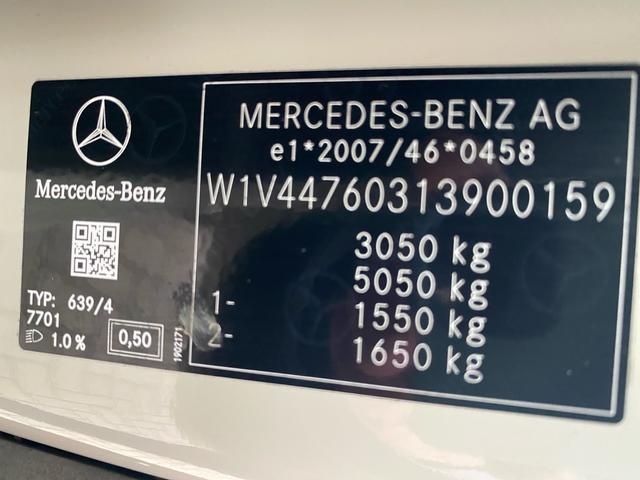 Mercedes-Benz
TYP: 639/4
7701
1.0 %
0,50
1902171
MERCEDES-BENZ AG
e1*2007/46*0458
W1V44760313900159
3050 kg
5050 kg
1- 1550 kg
2- 1650 kg